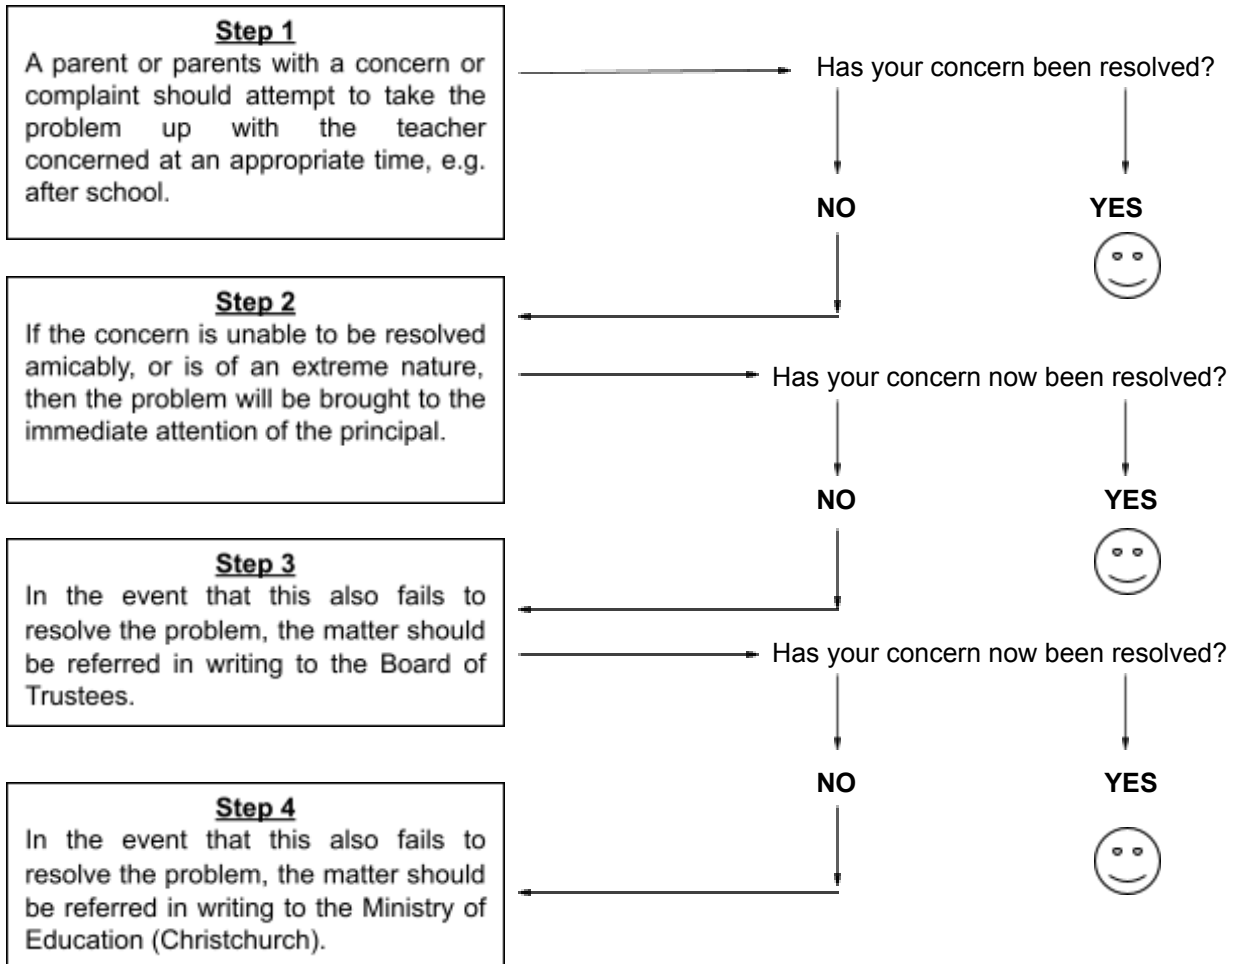 Step 1
A parent or parents with a concern or
complaint should attempt to take the
problem up with the teacher
concerned at an appropriate time, e.g.
after school.
Has your concern been resolved?
NO
YES
Step 2
If the concern is unable to be resolved
amicably, or is of an extreme nature,
then the problem will be brought to the
immediate attention of the principal.
Has your concern now been resolved?
NO
YES
Step 3
In the event that this also fails to
resolve the problem, the matter should
be referred in writing to the Board of
Trustees.
Has your concern now been resolved?
NO
YES
Step 4
In the event that this also fails to
resolve the problem, the matter should
be referred in writing to the Ministry of
Education (Christchurch).